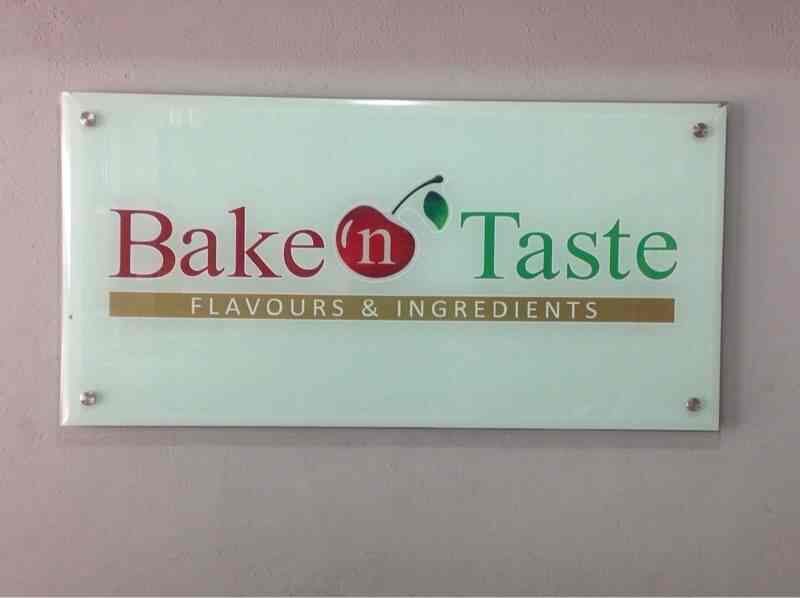 Bake n' Taste
FLAVOURS & INGREDIENTS